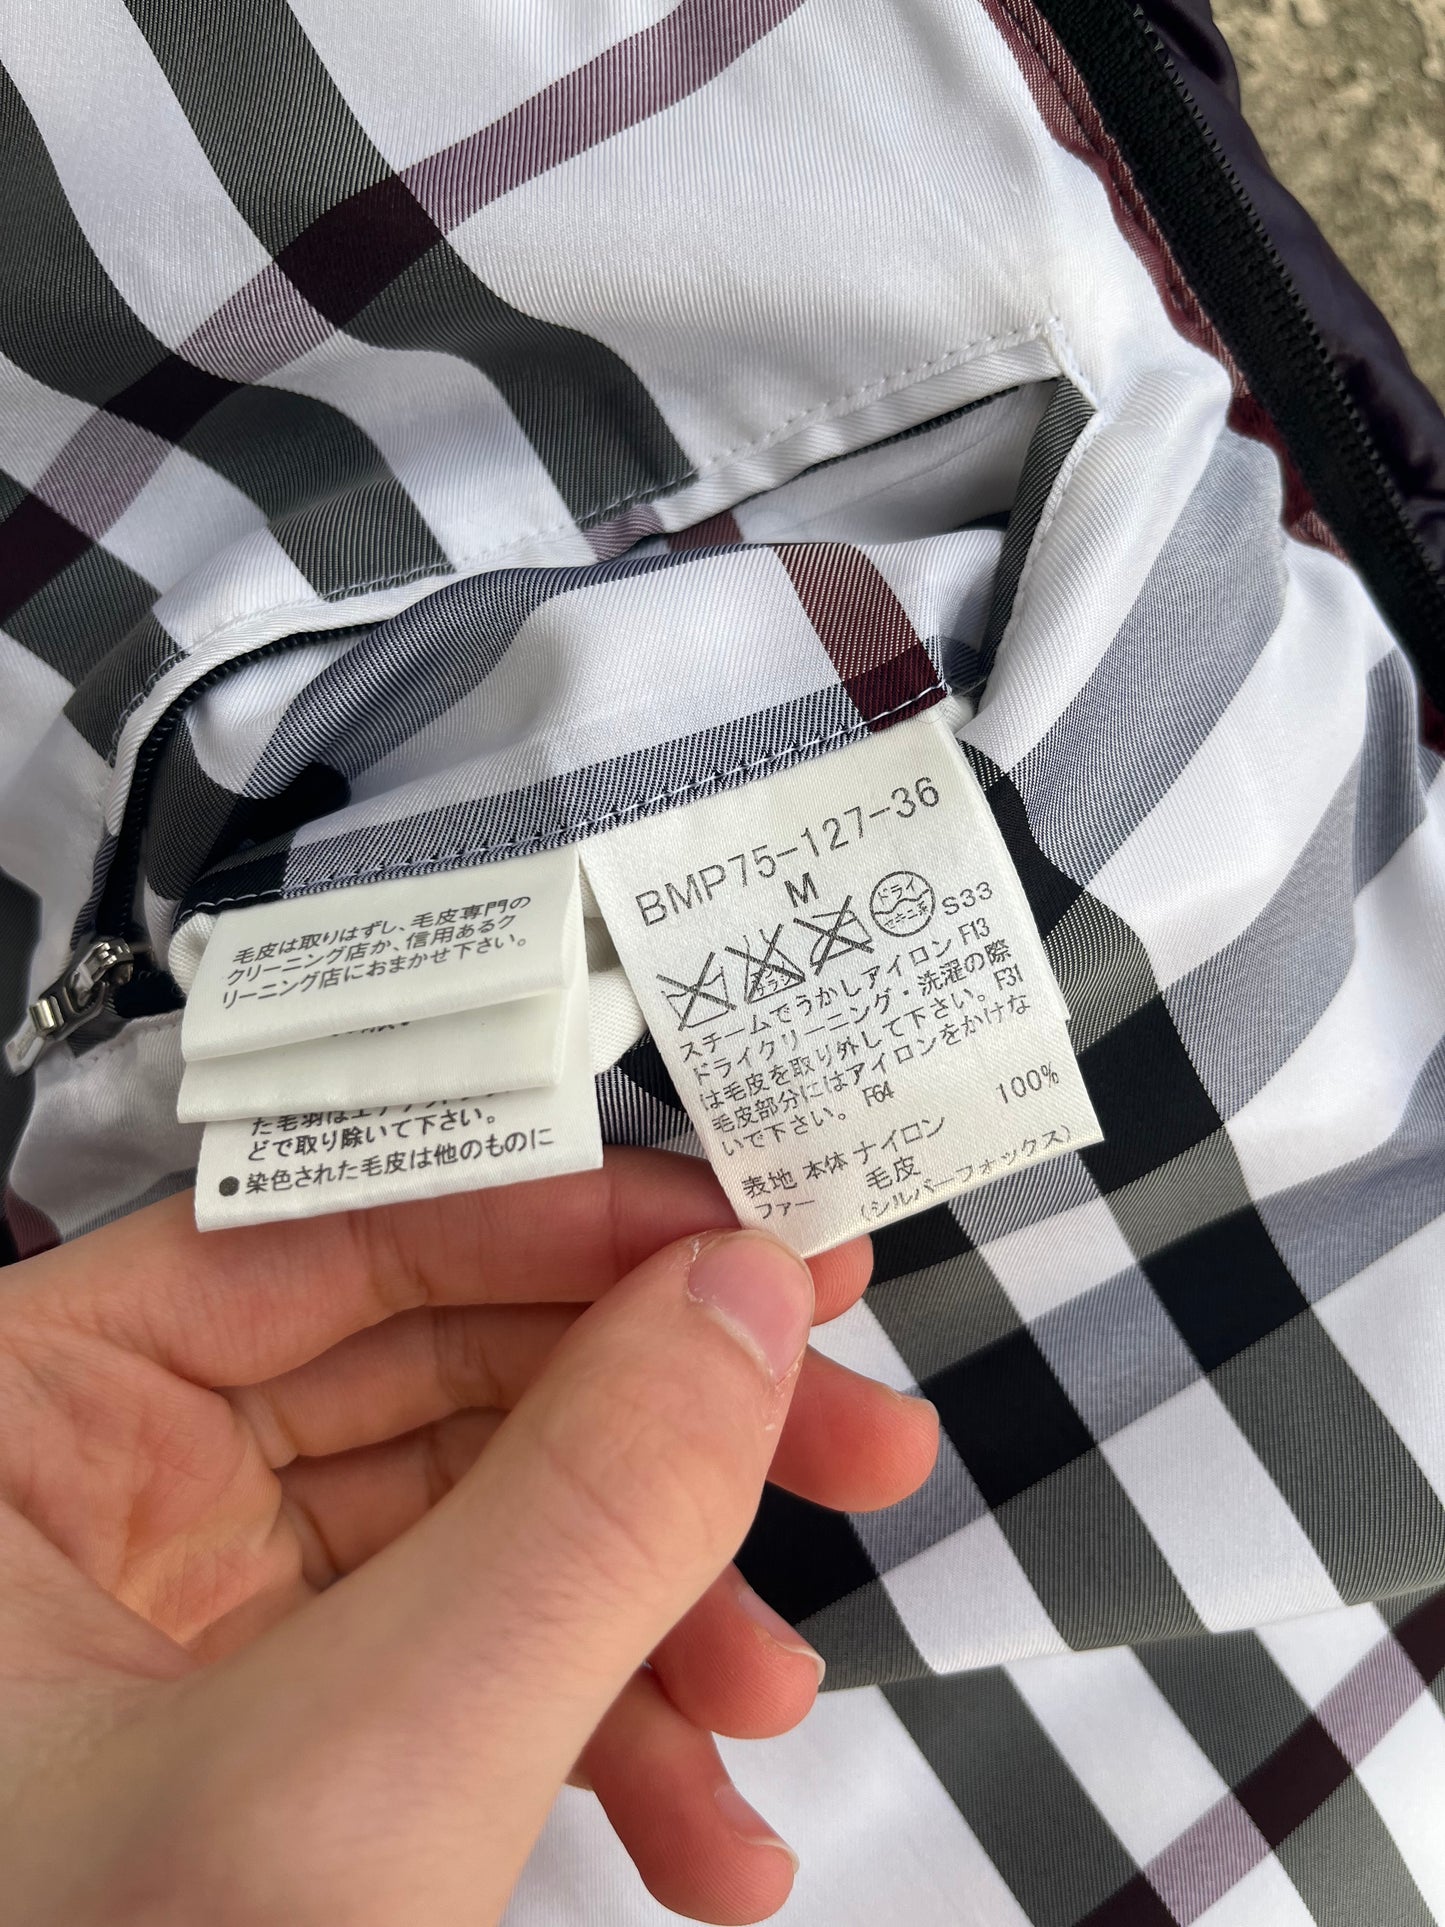 毛皮は取りはずし、毛皮専門の
クリーニング店か、信用あるク
リーニング店におまかせ下さい。
どで取り除いて下さい。
●染色された毛皮は他のものに
BMP75-127-36
M
ドライ
セキユ系
S33
スチームでうかしアイロン F13
ドライクリーニング・洗濯の際
は毛皮を取り外して下さい。F31
毛皮部分にはアイロンをかけな
いで下さい。F64
表地 本体 ナイロン 100%
ファー 毛皮
(シルバーフォックス)